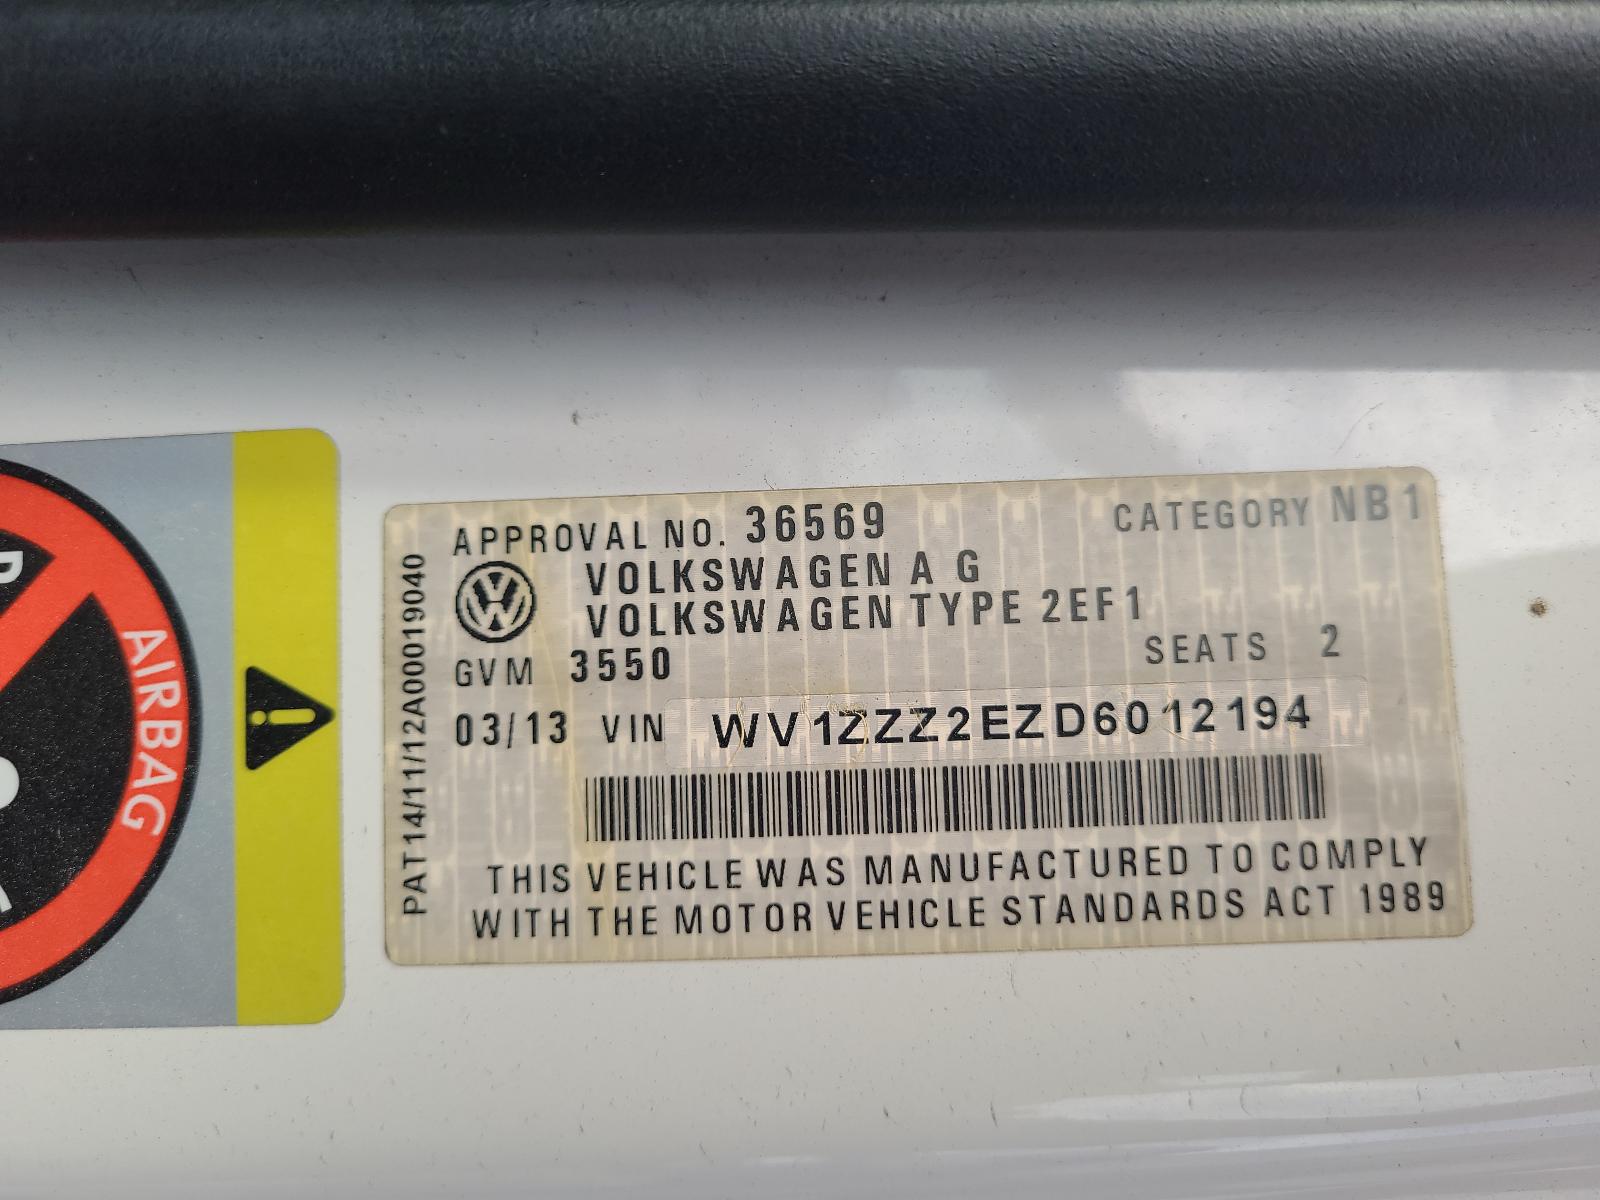 AIRBAG
PAT14/11/12A00019040
APPROVAL NO. 36569 CATEGORY NB1
VOLKSWAGEN A G
VOLKSWAGEN TYPE 2EF1
GVM 3550 SEATS 2
03/13 VIN WV1ZZZ2EZD6012194
THIS VEHICLE WAS MANUFACTURED TO COMPLY
WITH THE MOTOR VEHICLE STANDARDS ACT 1989